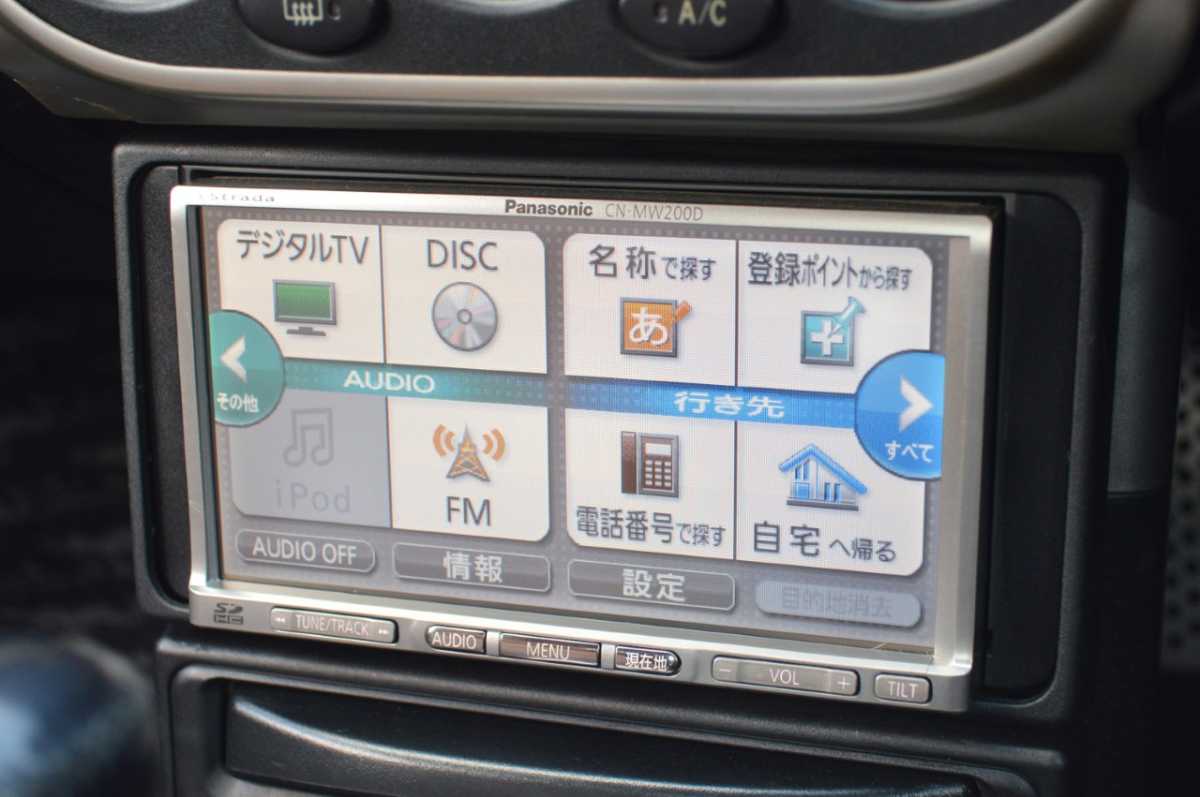 A/C
Strada
Panasonic CN-MW200D
デジタルTV
DISC
名称で探す
登録ポイントから探す
あ
その他
AUDIO
行き先
すべて
iPod
FM
電話番号で探す
自宅へ帰る
AUDIO OFF
情報
設定
目的地消去
SD HC
TUNE/TRACK
AUDIO
MENU
現在地
− VOL +
TILT